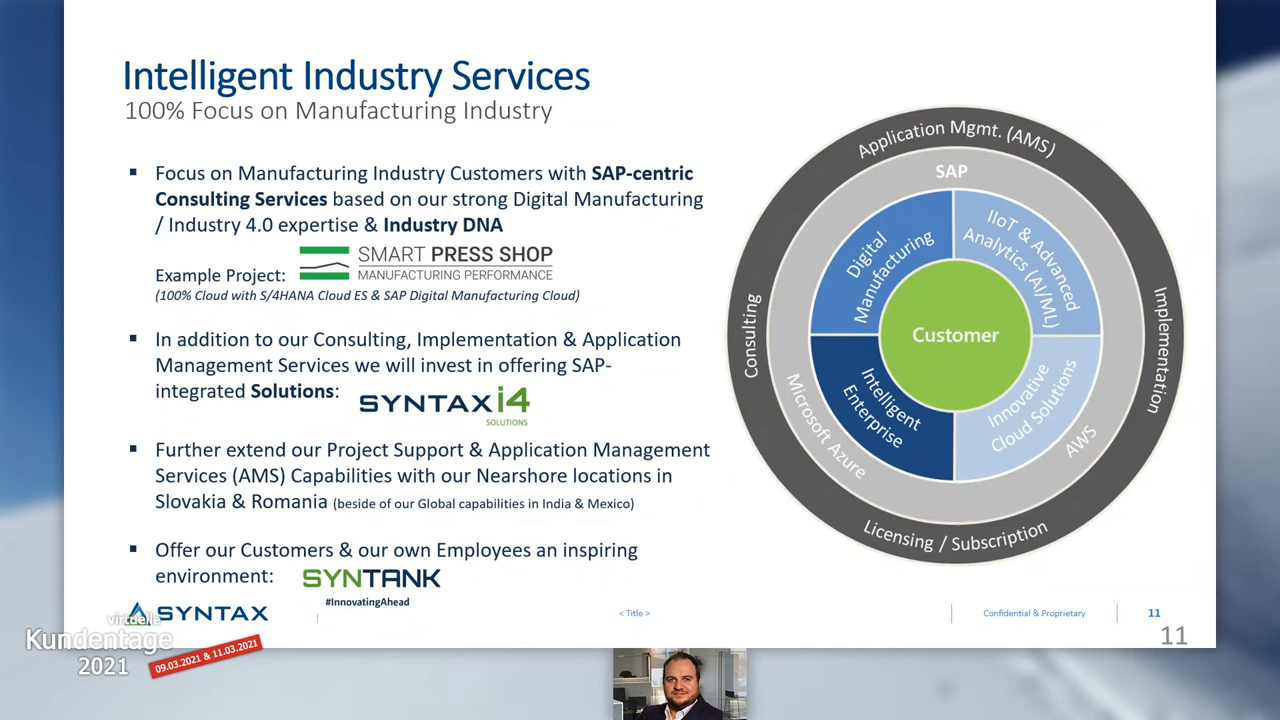 Intelligent Industry Services
100% Focus on Manufacturing Industry
▪ Focus on Manufacturing Industry Customers with SAP-centric
Consulting Services based on our strong Digital Manufacturing
/ Industry 4.0 expertise & Industry DNA
SMART PRESS SHOP
MANUFACTURING PERFORMANCE
Example Project:
(100% Cloud with S/4HANA Cloud ES & SAP Digital Manufacturing Cloud)
▪ In addition to our Consulting, Implementation & Application
Management Services we will invest in offering SAP-
integrated Solutions:
SYNTAX i4
SOLUTIONS
▪ Further extend our Project Support & Application Management
Services (AMS) Capabilities with our Nearshore locations in
Slovakia & Romania (beside of our Global capabilities in India & Mexico)
▪ Offer our Customers & our own Employees an inspiring
environment:
SYNTANK
#InnovatingAhead
Application Mgmt. (AMS)
SAP
Digital
Manufacturing
IIoT & Advanced
Analytics (AI/ML)
Customer
Consulting
Implementation
Intelligent
Enterprise
Innovative
Cloud Solutions
Microsoft Azure
AWS
Licensing / Subscription
SYNTAX
< Title >
Confidential & Proprietary
11
11
virtuelle
Kundentage
2021
09.03.2021 & 11.03.2021